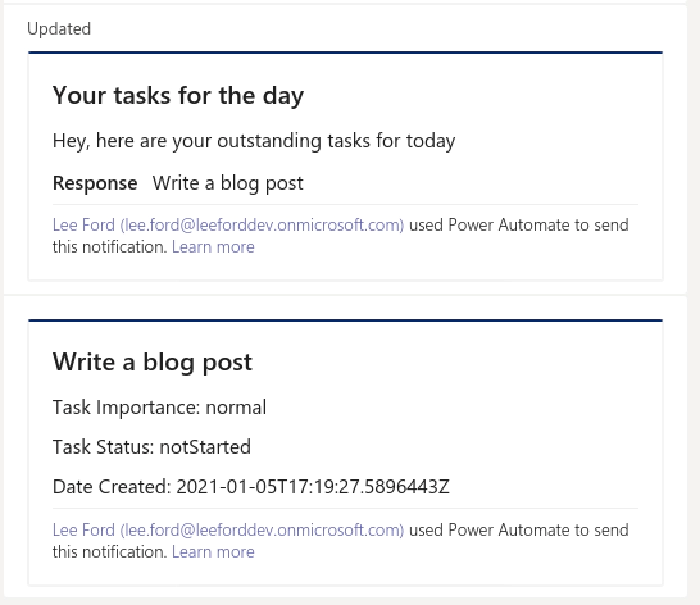 Updated
Your tasks for the day
Hey, here are your outstanding tasks for today
Response Write a blog post
Lee Ford (lee.ford@leeforddev.onmicrosoft.com) used Power Automate to send
this notification. Learn more
Write a blog post
Task Importance: normal
Task Status: notStarted
Date Created: 2021-01-05T17:19:27.5896443Z
Lee Ford (lee.ford@leeforddev.onmicrosoft.com) used Power Automate to send
this notification. Learn more